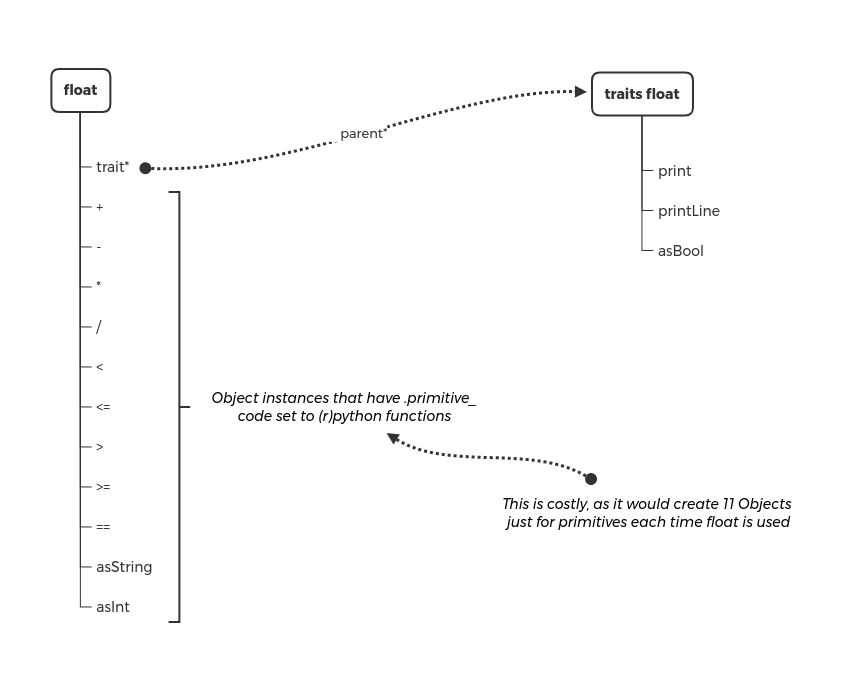 float
traits float
parent*
trait*
+
-
*
/
<
<=
>
>=
==
asString
asInt
print
printLine
asBool
Object instances that have .primitive_
code set to (r)python functions
This is costly, as it would create 11 Objects
just for primitives each time float is used